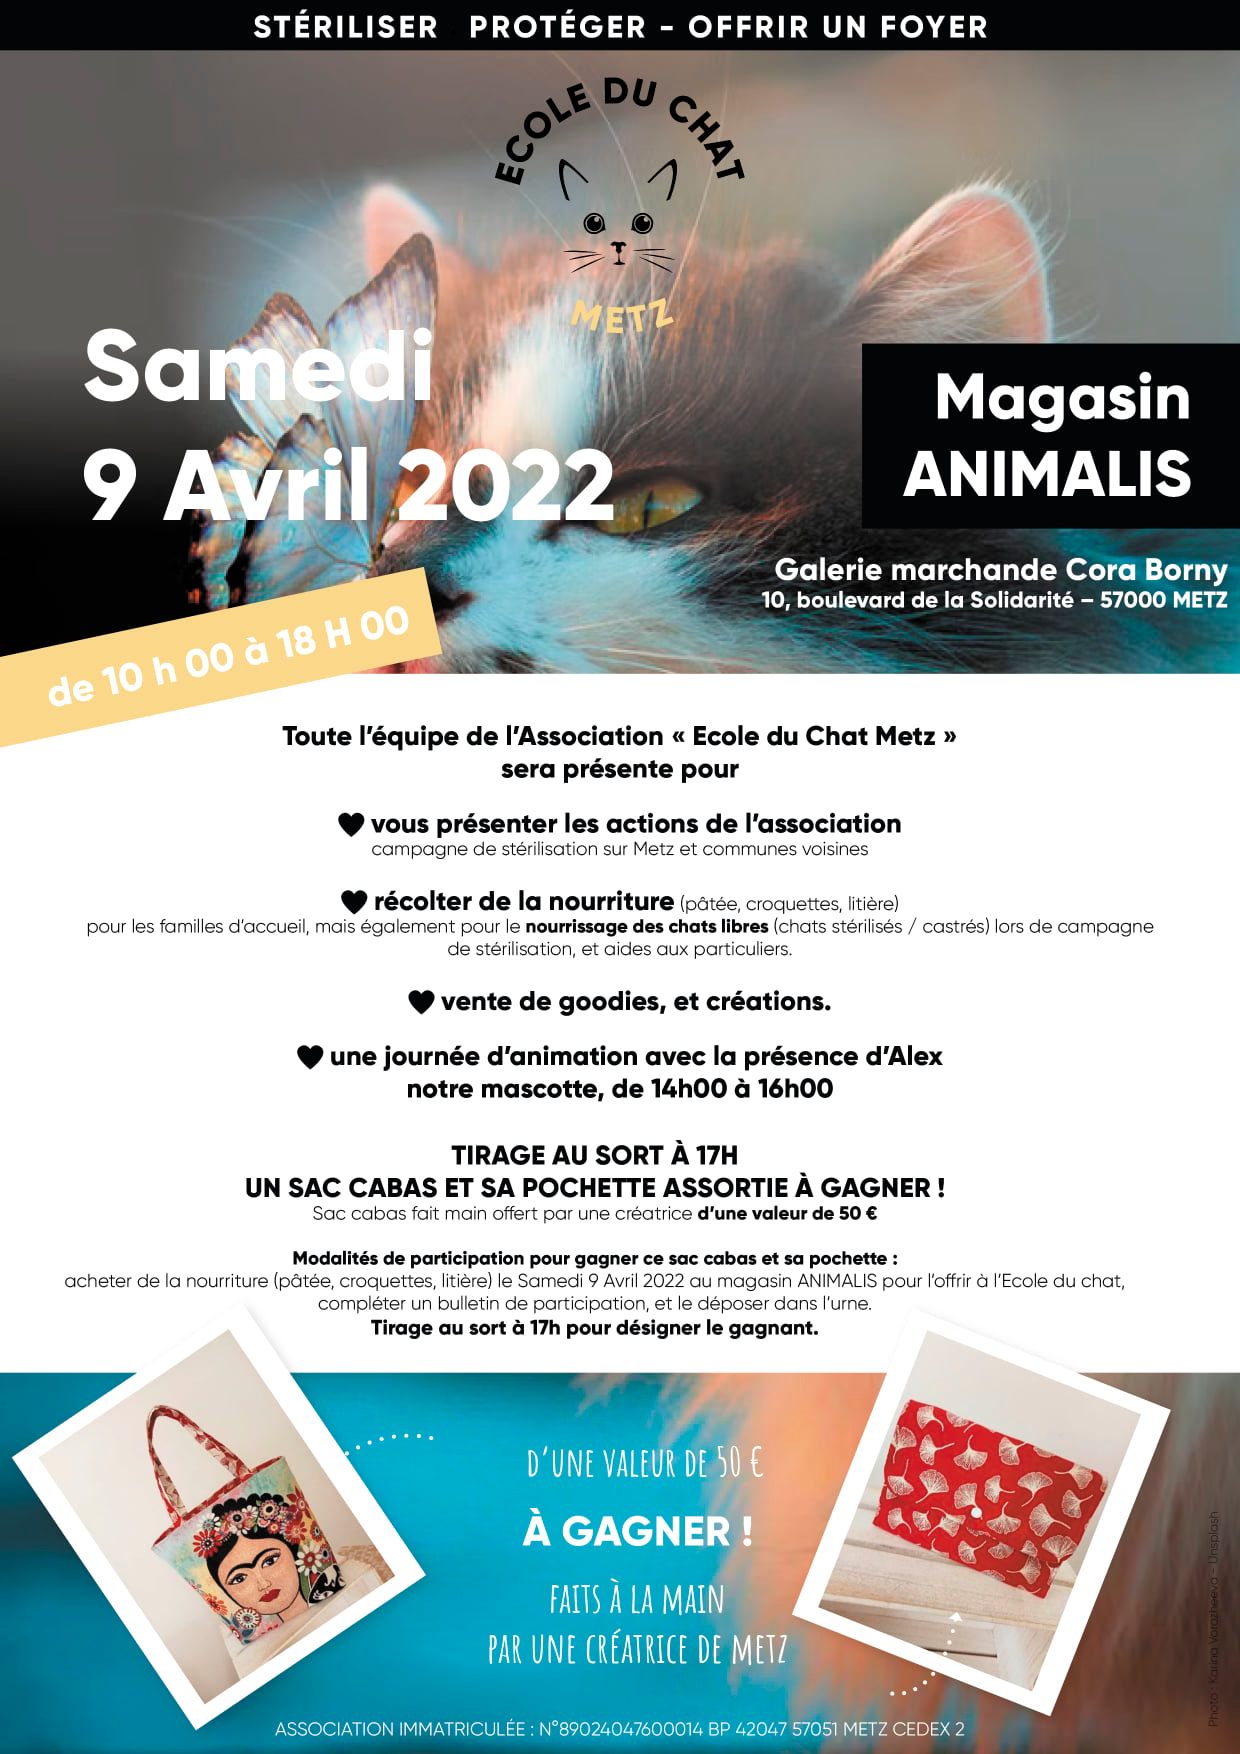 STÉRILISER PROTÉGER - OFFRIR UN FOYER
ECOLE DU CHAT
METZ
Samedi
9 Avril 2022
Magasin
ANIMALIS
Galerie marchande Cora Borny
10, boulevard de la Solidarité – 57000 METZ
de 10 h 00 à 18 H 00
Toute l'équipe de l'Association « Ecole du Chat Metz »
sera présente pour
♥ vous présenter les actions de l'association
campagne de stérilisation sur Metz et communes voisines
♥ récolter de la nourriture (pâtée, croquettes, litière)
pour les familles d'accueil, mais également pour le nourrissage des chats libres (chats stérilisés / castrés) lors de campagne
de stérilisation, et aides aux particuliers.
♥ vente de goodies, et créations.
♥ une journée d'animation avec la présence d'Alex
notre mascotte, de 14h00 à 16h00
TIRAGE AU SORT À 17H
UN SAC CABAS ET SA POCHETTE ASSORTIE À GAGNER !
Sac cabas fait main offert par une créatrice d'une valeur de 50 €
Modalités de participation pour gagner ce sac cabas et sa pochette :
acheter de la nourriture (pâtée, croquettes, litière) le Samedi 9 Avril 2022 au magasin ANIMALIS pour l'offrir à l'Ecole du chat,
compléter un bulletin de participation, et le déposer dans l'urne.
Tirage au sort à 17h pour désigner le gagnant.
D'UNE VALEUR DE 50 €
À GAGNER !
FAITS À LA MAIN
PAR UNE CRÉATRICE DE METZ
Photo : Karina Vorozheeva - Unsplash
ASSOCIATION IMMATRICULÉE : N°89024047600014 BP 42047 57051 METZ CEDEX 2